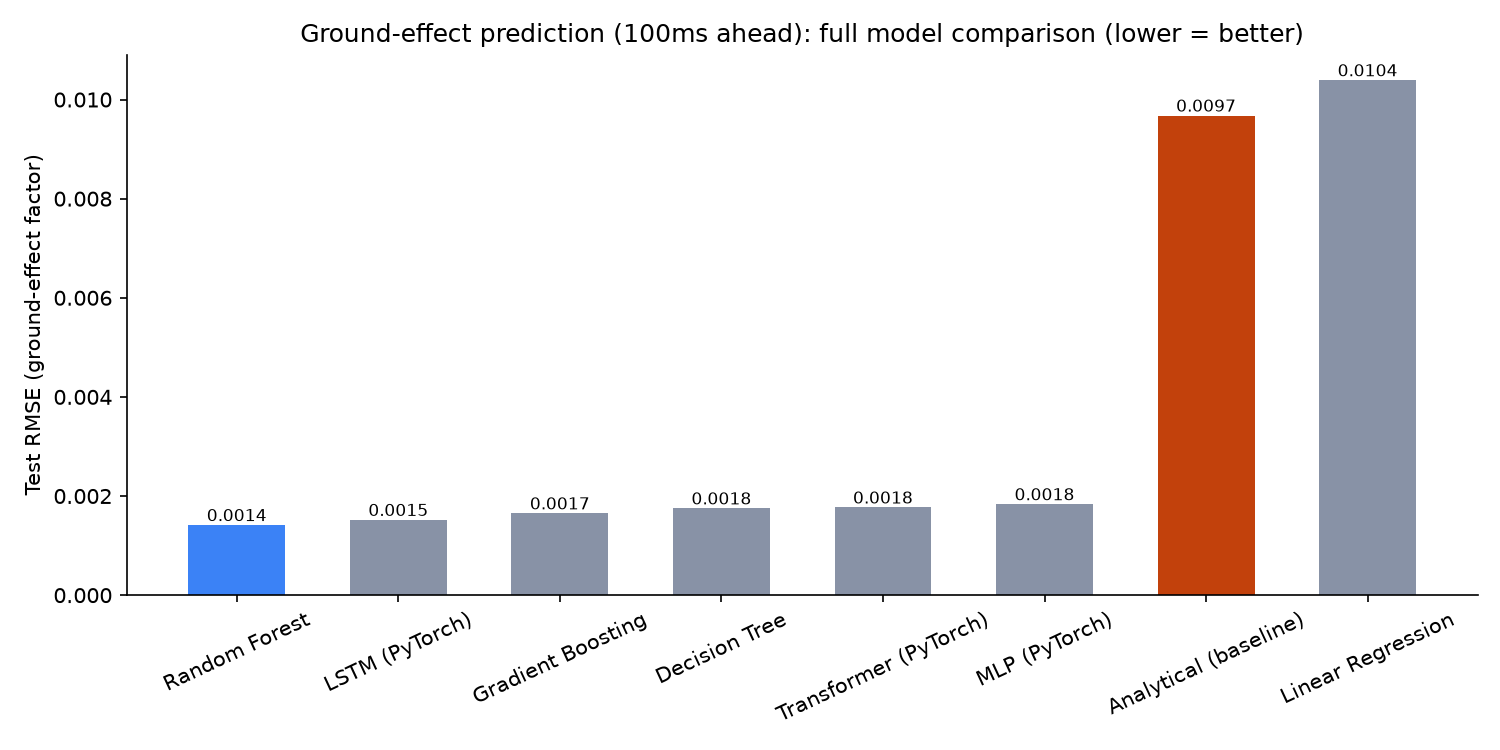 Ground-effect prediction (100ms ahead): full model comparison (lower = better)
Test RMSE (ground-effect factor)
0.010
0.008
0.006
0.004
0.002
0.000
0.0014
0.0015
0.0017
0.0018
0.0018
0.0018
0.0097
0.0104
Random Forest
LSTM (PyTorch)
Gradient Boosting
Decision Tree
Transformer (PyTorch)
MLP (PyTorch)
Analytical (baseline)
Linear Regression